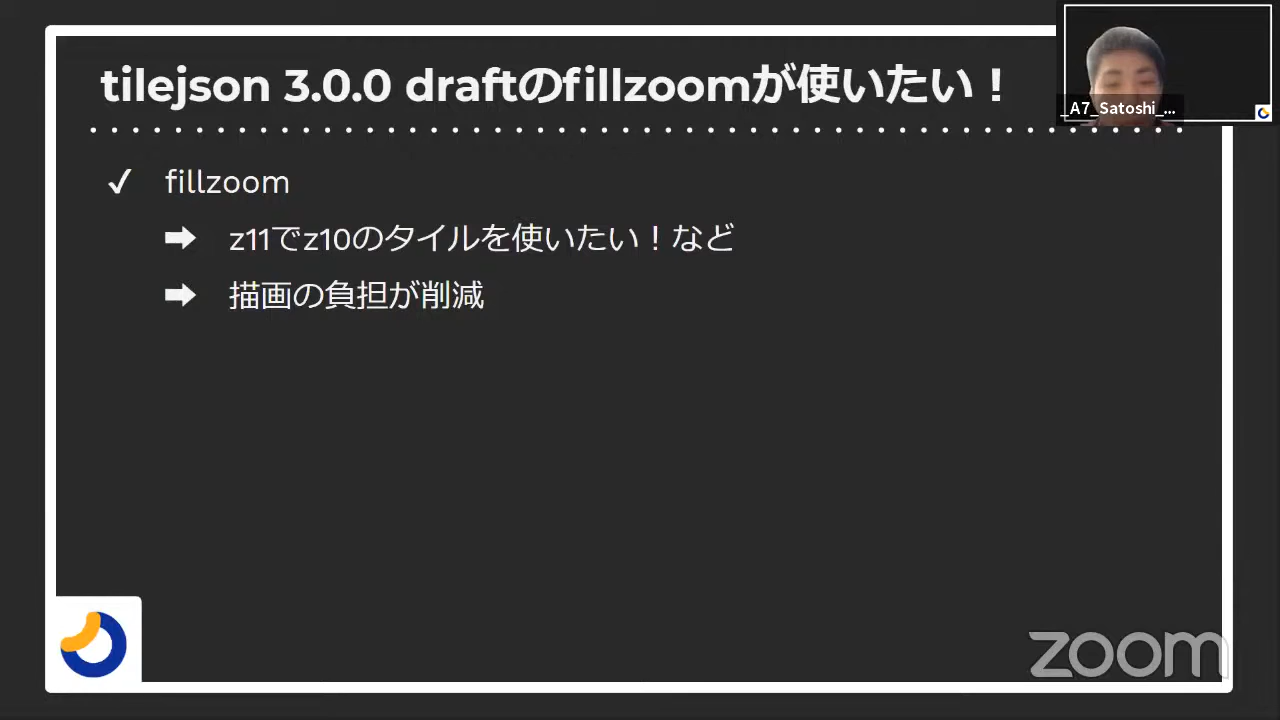 tilejson 3.0.0 draftのfillzoomが使いたい！
_A7_Satoshi_...
✓ fillzoom
➡ z11でz10のタイルを使いたい！など
➡ 描画の負担が削減
zoom